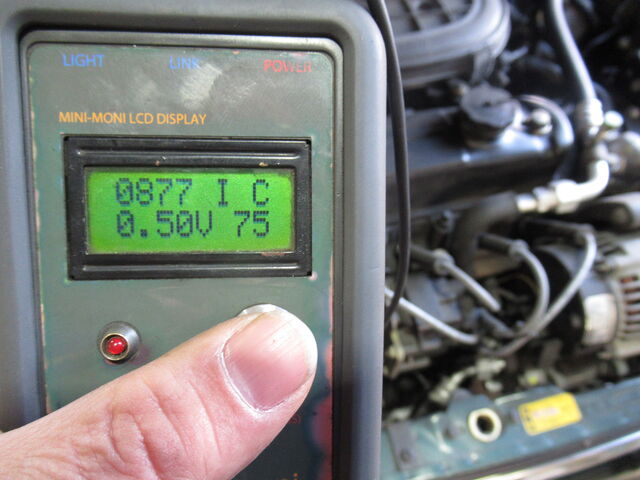 LIGHT LINK POWER
MINI-MONI LCD DISPLAY
0877 I C
0.50V 75